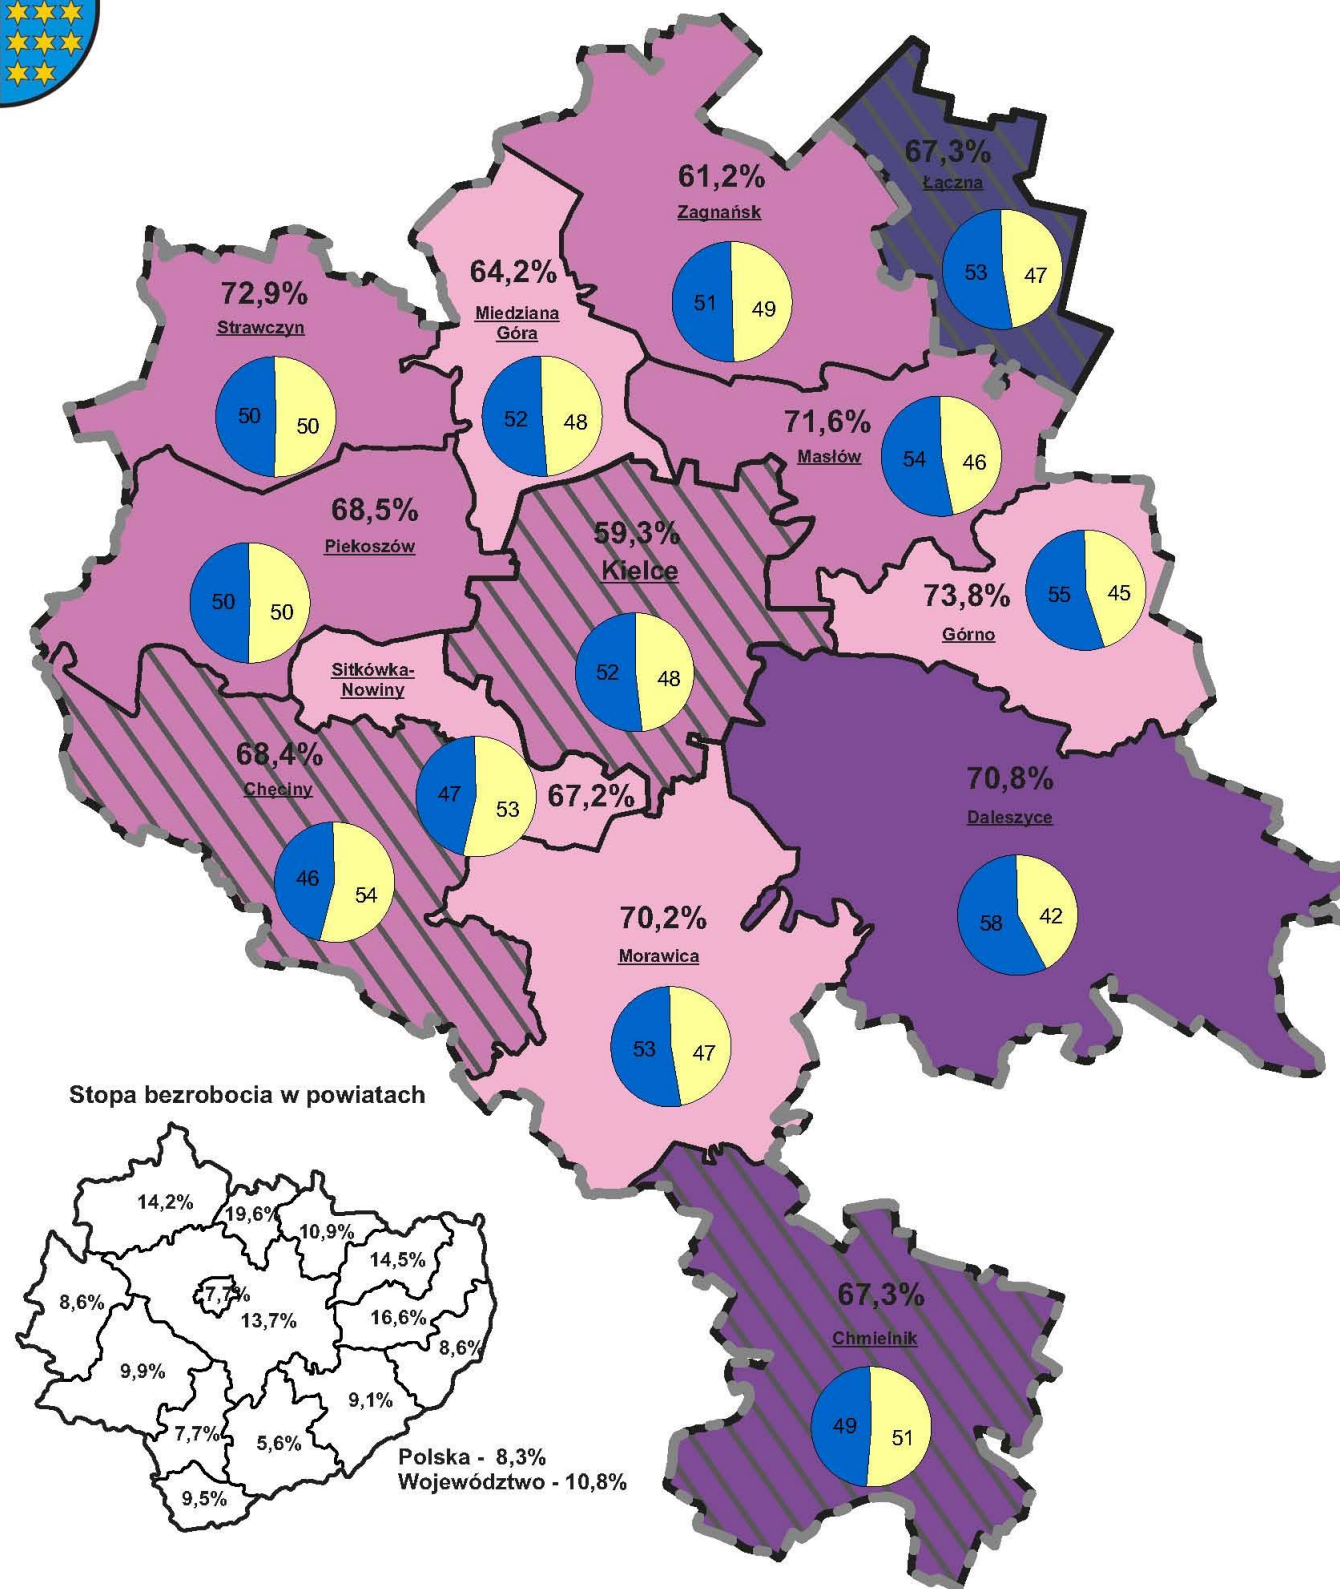 67,3%
Łączna
53
47
61,2%
Zagnańsk
51
49
64,2%
Miedziana
Góra
52
48
72,9%
Strawczyn
50
50
71,6%
Masłów
54
46
68,5%
Piekoszów
50
50
59,3%
Kielce
52
48
73,8%
Górno
55
45
Sitkówka-
Nowiny
47
53
67,2%
68,4%
Chęciny
46
54
70,8%
Daleszyce
58
42
70,2%
Morawica
53
47
67,3%
Chmielnik
49
51
Stopa bezrobocia w powiatach
14,2%
19,6%
10,9%
14,5%
8,6%
7,7%
13,7%
16,6%
8,6%
9,9%
9,1%
7,7%
5,6%
9,5%
Polska - 8,3%
Województwo - 10,8%